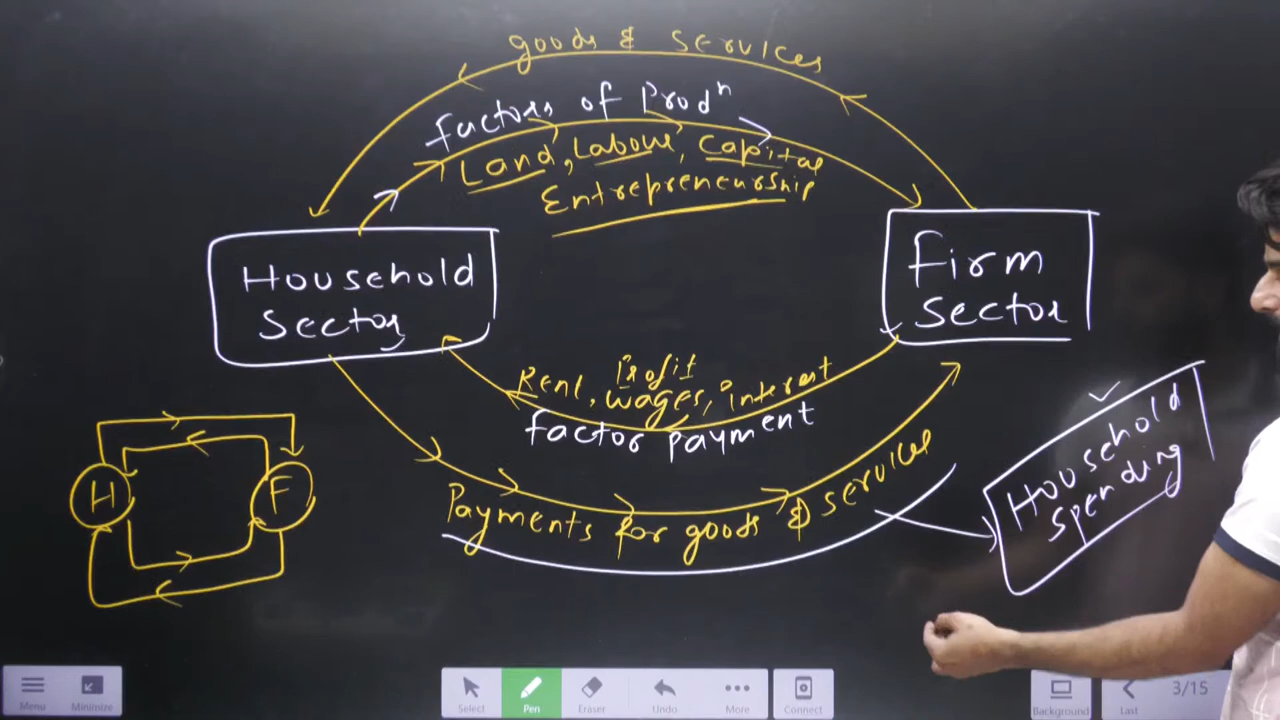 goods & services
factors of Prodⁿ
Land, Labour, Capital
Entrepreneurship
Household
Sector
firm
sector
Profit
Rent, wages, interest
factor payment
Payments for goods & services
Household
spending
H
F
Menu
Minimize
Select
Pen
Eraser
Undo
More
Connect
Background
Last
3/15